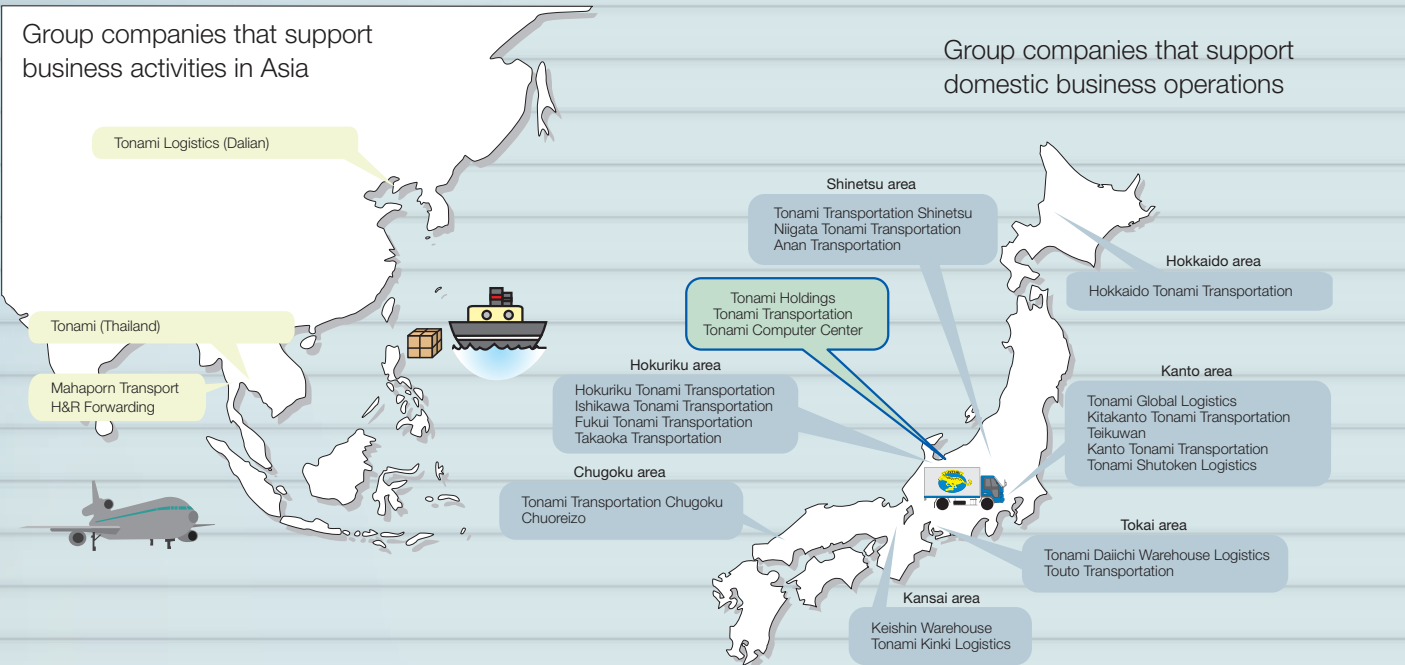 Group companies that support
business activities in Asia
Tonami Logistics (Dalian)
Tonami (Thailand)
Mahaporn Transport
H&R Forwarding
Group companies that support
domestic business operations
Shinetsu area
Tonami Transportation Shinetsu
Niigata Tonami Transportation
Anan Transportation
Hokkaido area
Hokkaido Tonami Transportation
Tonami Holdings
Tonami Transportation
Tonami Computer Center
Hokuriku area
Hokuriku Tonami Transportation
Ishikawa Tonami Transportation
Fukui Tonami Transportation
Takaoka Transportation
Kanto area
Tonami Global Logistics
Kitakanto Tonami Transportation
Teikuwan
Kanto Tonami Transportation
Tonami Shutoken Logistics
Chugoku area
Tonami Transportation Chugoku
Chuoreizo
Tokai area
Tonami Daiichi Warehouse Logistics
Touto Transportation
Kansai area
Keishin Warehouse
Tonami Kinki Logistics